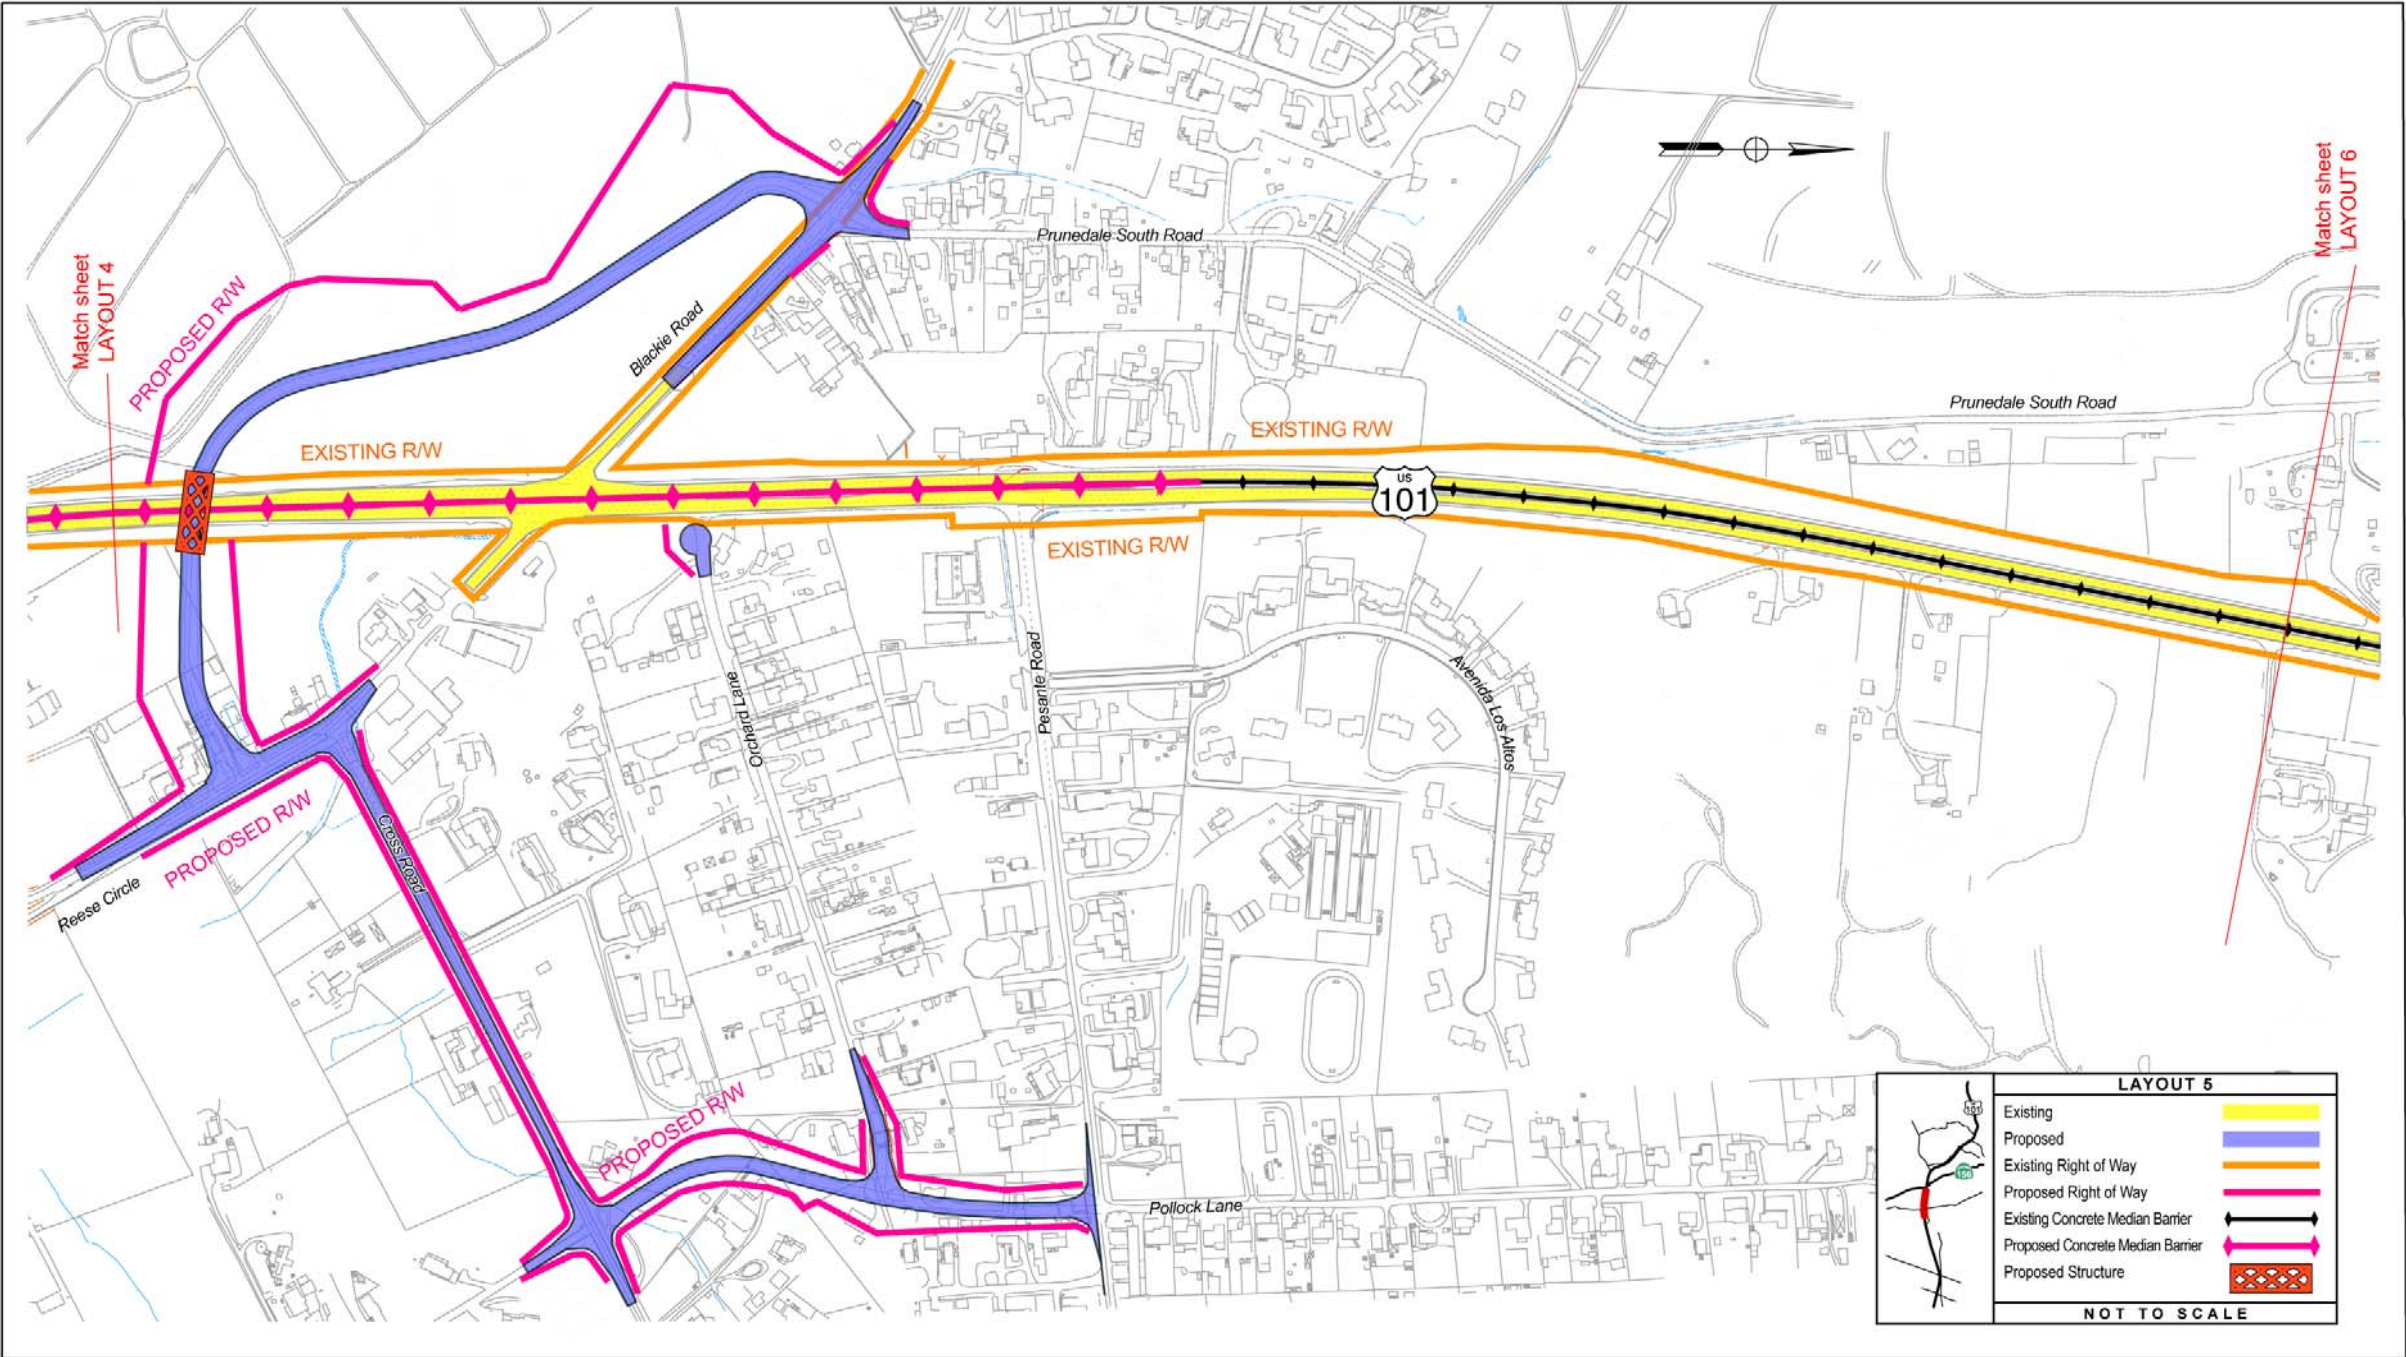 Match sheet
LAYOUT 4
PROPOSED R/W
EXISTING R/W
Blackie Road
Prunedale South Road
EXISTING R/W
Prunedale South Road
Match sheet
LAYOUT 6
US
101
EXISTING R/W
Orchard Lane
Pesante Road
Avenida Los Altos
PROPOSED R/W
Reese Circle
Cross Road
PROPOSED R/W
Pollock Lane
LAYOUT 5
101
156
Existing
Proposed
Existing Right of Way
Proposed Right of Way
Existing Concrete Median Barrier
Proposed Concrete Median Barrier
Proposed Structure
NOT TO SCALE